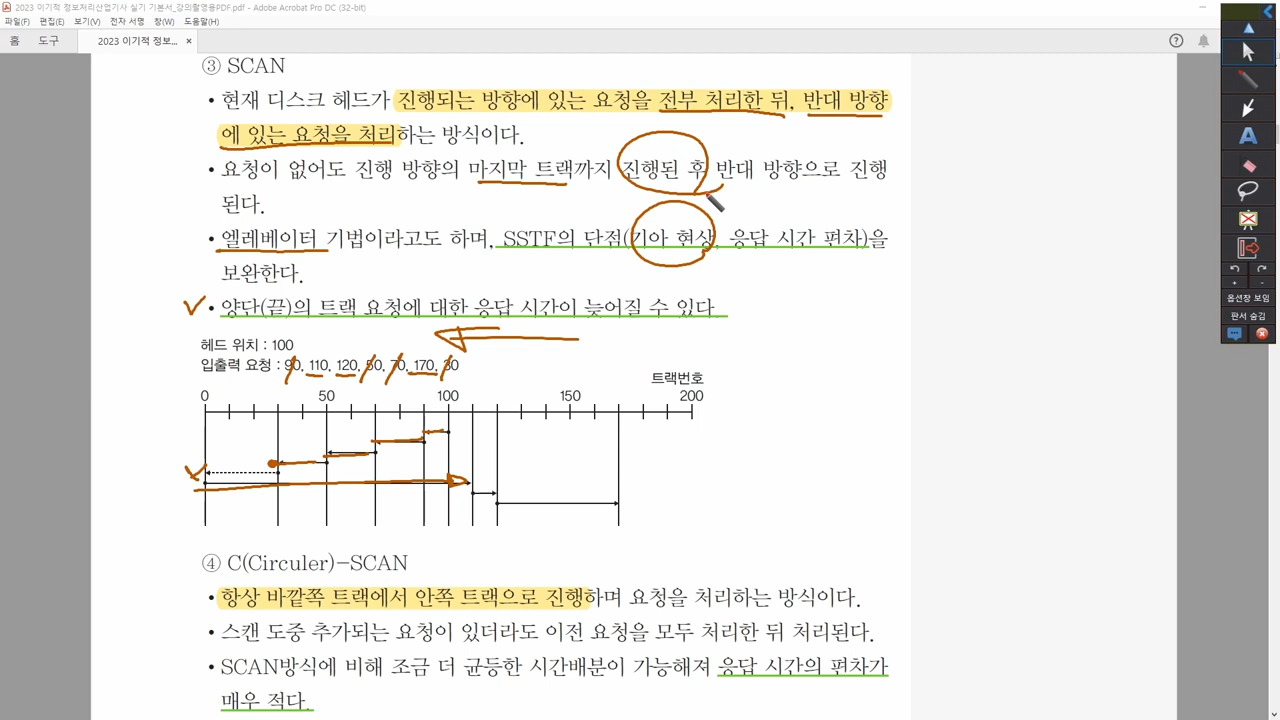 2023 이기적 정보처리산업기사 실기 기본서_강의촬영용PDF.pdf - Adobe Acrobat Pro DC (32-bit)
파일(F) 편집(E) 보기(V) 전자 서명 창(W) 도움말(H)
홈 도구 2023 이기적 정보... ×
③ SCAN
• 현재 디스크 헤드가 진행되는 방향에 있는 요청을 전부 처리한 뒤, 반대 방향
에 있는 요청을 처리하는 방식이다.
• 요청이 없어도 진행 방향의 마지막 트랙까지 진행된 후 반대 방향으로 진행
된다.
• 엘레베이터 기법이라고도 하며, SSTF의 단점(기아 현상, 응답 시간 편차)을
보완한다.
• 양단(끝)의 트랙 요청에 대한 응답 시간이 늦어질 수 있다.
헤드 위치 : 100
입출력 요청 : 90, 110, 120, 50, 70, 170, 30
트랙번호
0 50 100 150 200
④ C(Circuler)-SCAN
• 항상 바깥쪽 트랙에서 안쪽 트랙으로 진행하며 요청을 처리하는 방식이다.
• 스캔 도중 추가되는 요청이 있더라도 이전 요청을 모두 처리한 뒤 처리된다.
• SCAN방식에 비해 조금 더 균등한 시간배분이 가능해져 응답 시간의 편차가
매우 적다.
옵션창 보임
판서 숨김